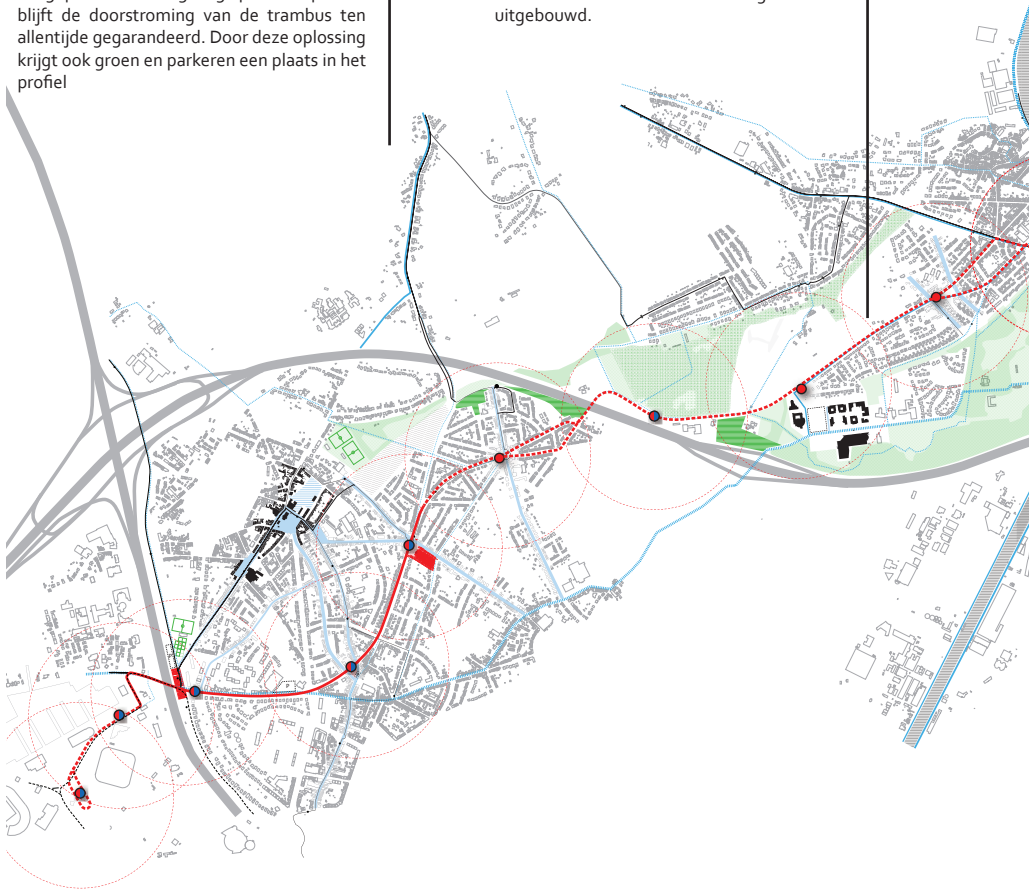 blijft de doorstroming van de trambus ten
allentijde gegarandeerd. Door deze oplossing
krijgt ook groen en parkeren een plaats in het
profiel
uitgebouwd.